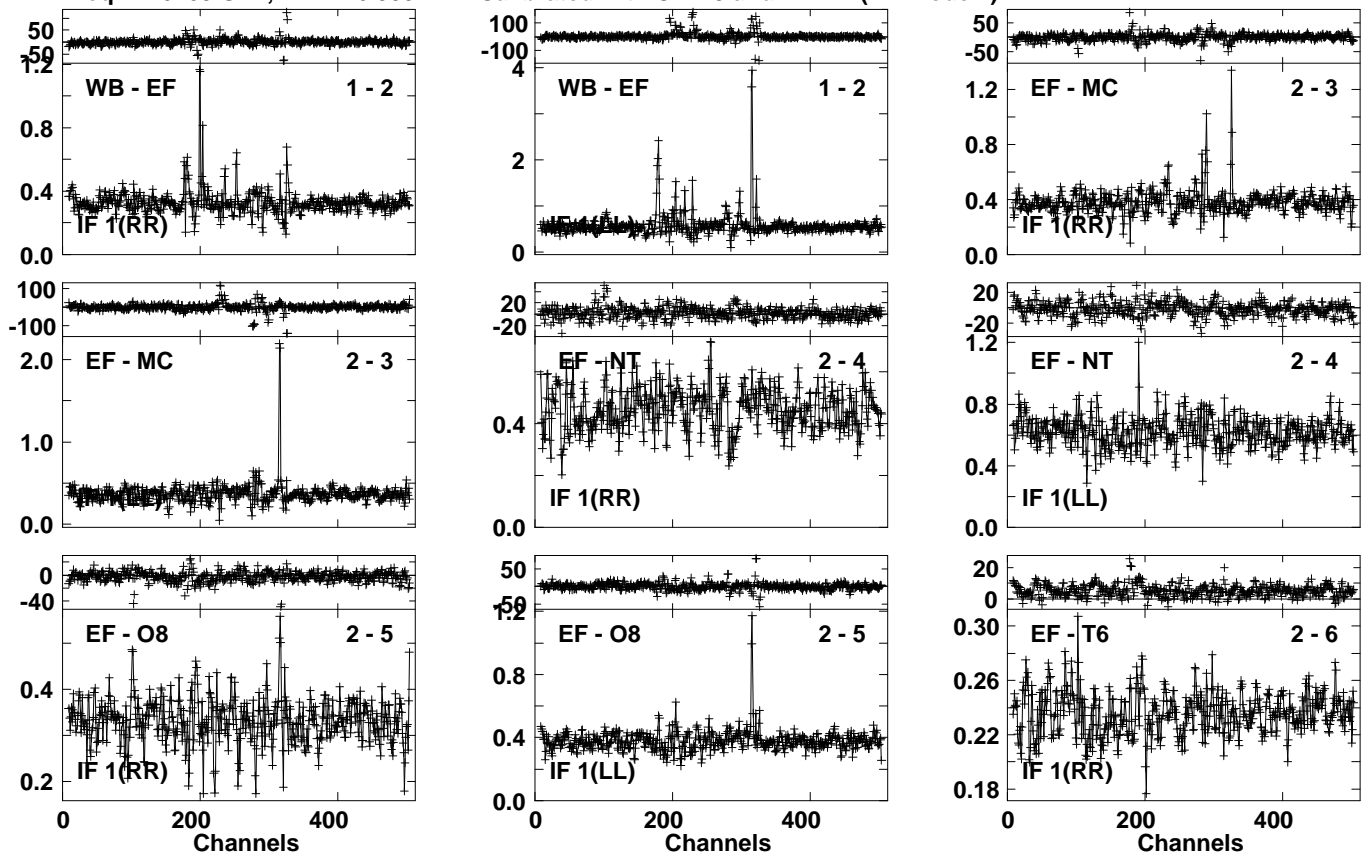 50
-50
1.2
WB - EF 1 - 2
0.8
0.4
IF 1(RR)
0.0
100
-100
4
WB - EF 1 - 2
2
0
50
-50
EF - MC 2 - 3
1.2
0.8
0.4
IF 1(RR)
0.0
100
-100
2.0
EF - MC 2 - 3
1.0
0.0
20
-20
EF - NT 2 - 4
0.4
IF 1(RR)
0.0
20
-20
1.2
EF - NT 2 - 4
0.8
0.4
IF 1(LL)
0.0
0
-40
EF - O8 2 - 5
0.4
IF 1(RR)
0.2
0 200 400
Channels
50
-50
1.2
EF - O8 2 - 5
0.8
0.4
IF 1(LL)
0.0
0 200 400
Channels
20
0
0.30
EF - T6 2 - 6
0.26
0.22
IF 1(RR)
0.18
0 200 400
Channels